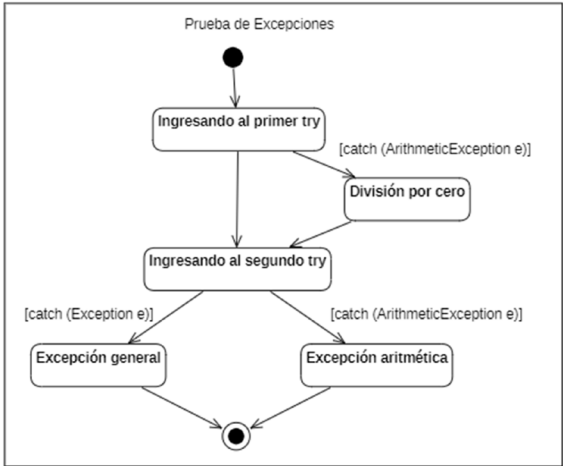 Prueba de Excepciones
Ingresando al primer try
[catch (ArithmeticException e)]
División por cero
Ingresando al segundo try
[catch (Exception e)]
[catch (ArithmeticException e)]
Excepción general
Excepción aritmética